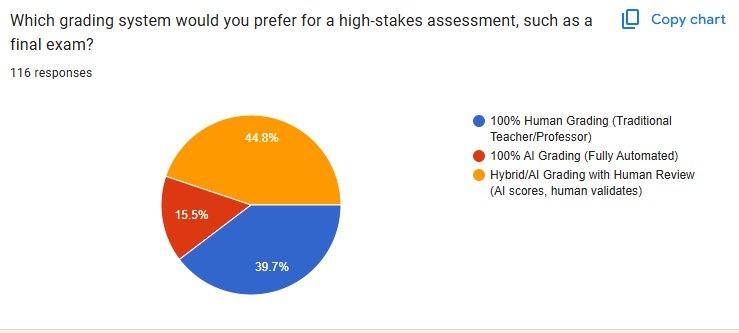 Which grading system would you prefer for a high-stakes assessment, such as a
final exam?
Copy chart
116 responses
44.8%
15.5%
39.7%
100% Human Grading (Traditional
Teacher/Professor)
100% AI Grading (Fully Automated)
Hybrid/AI Grading with Human Review
(AI scores, human validates)